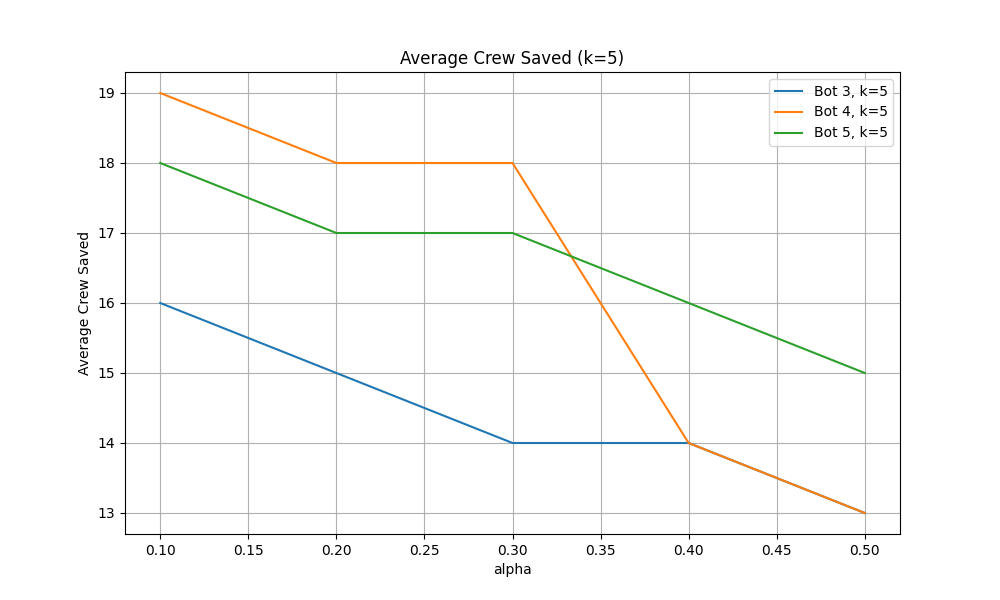 Average Crew Saved (k=5)
Bot 3, k=5
Bot 4, k=5
Bot 5, k=5
Average Crew Saved
19
18
17
16
15
14
13
0.10 0.15 0.20 0.25 0.30 0.35 0.40 0.45 0.50
alpha